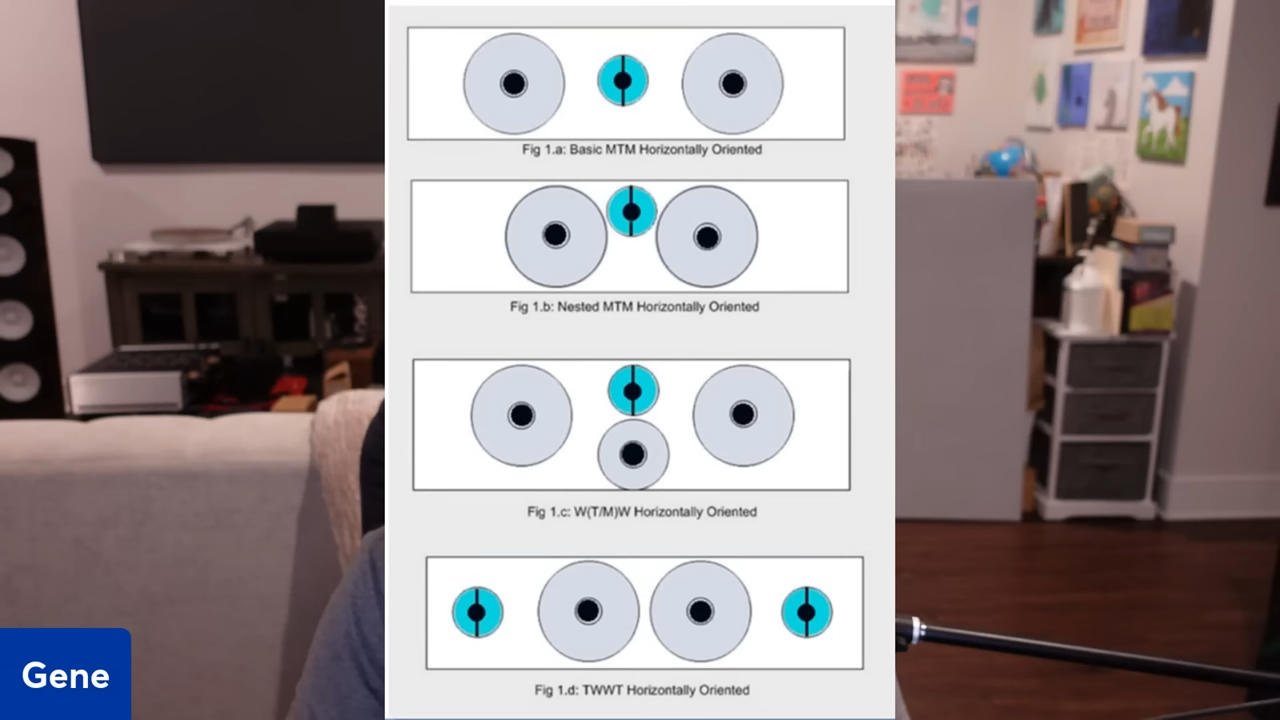 Fig 1.a: Basic MTM Horizontally Oriented
Fig 1.b: Nested MTM Horizontally Oriented
Fig 1.c: W(T/M)W Horizontally Oriented
Fig 1.d: TWWT Horizontally Oriented
Gene